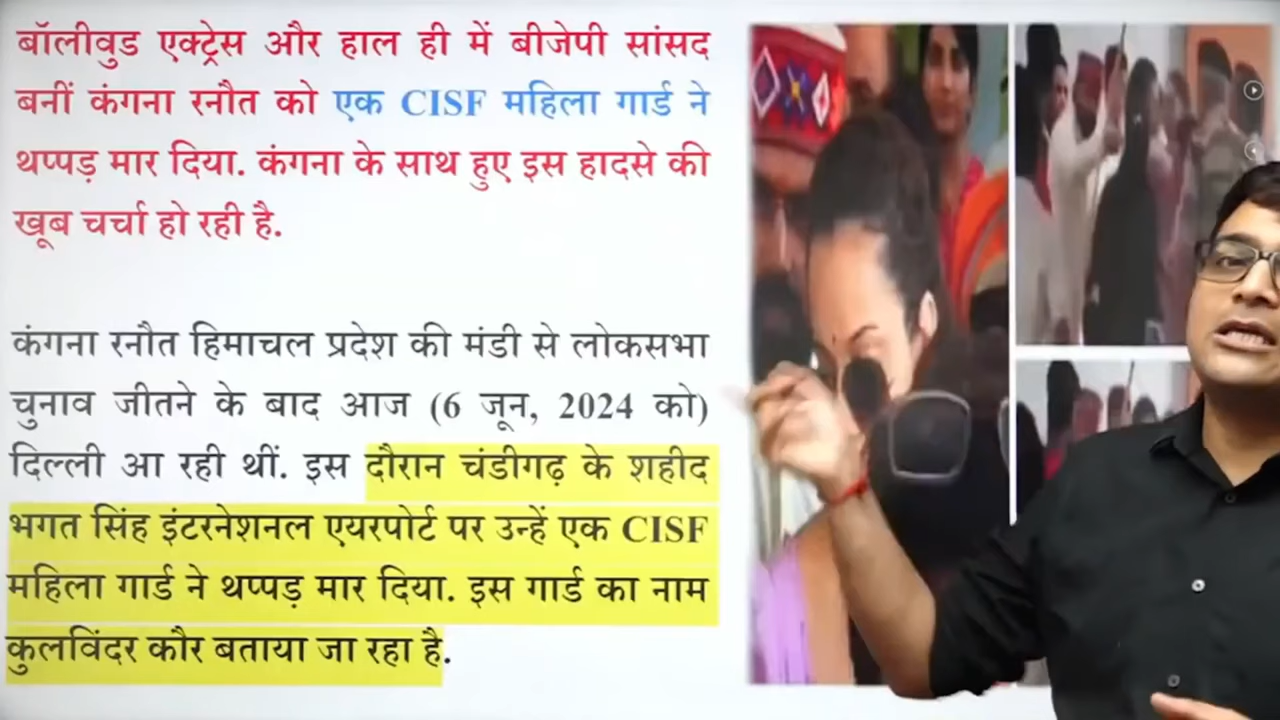 बॉलीवुड एक्ट्रेस और हाल ही में बीजेपी सांसद
बनीं कंगना रनौत को एक CISF महिला गार्ड ने
थप्पड़ मार दिया. कंगना के साथ हुए इस हादसे की
खूब चर्चा हो रही है.
कंगना रनौत हिमाचल प्रदेश की मंडी से लोकसभा
चुनाव जीतने के बाद आज (6 जून, 2024 को)
दिल्ली आ रही थीं. इस दौरान चंडीगढ़ के शहीद
भगत सिंह इंटरनेशनल एयरपोर्ट पर उन्हें एक CISF
महिला गार्ड ने थप्पड़ मार दिया. इस गार्ड का नाम
कुलविंदर कौर बताया जा रहा है.